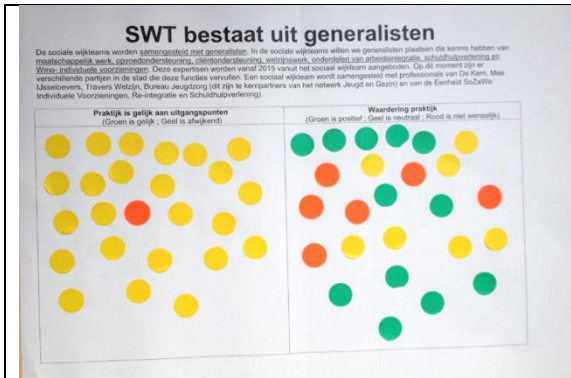 SWT bestaat uit generalisten
De sociale wijkteams worden samengesteld met generalisten. In de sociale wijkteams willen we generalisten plaatsen die kennis hebben van:
maatschappelijk werk, opvoedondersteuning, cliëntondersteuning, welzijnswerk, onderdelen van arbeidsintegratie, schuldhulpverlening en
Wmo- individuele voorzieningen. Deze expertisen worden vanaf 2015 vanuit het sociaal wijkteam aangeboden. Op dit moment zijn er
verschillende partijen in de stad die deze functies vervullen. Een sociaal wijkteam wordt samengesteld met professionals van De Kern, Mee
IJsseloevers, Travers Welzijn, Bureau Jeugdzorg (dit zijn te kernpartners van het netwerk Jeugd en Gezin) en van de Eenheid SoZaWe:
Individuele Voorzieningen, Re-integratie en Schuldhulpverlening).
Praktijk is gelijk aan uitgangspunten
(Groen is gelijk ; Geel is afwijkend)
Waardering praktijk
(Groen is positief ; Geel is neutraal ; Rood is niet wenselijk)